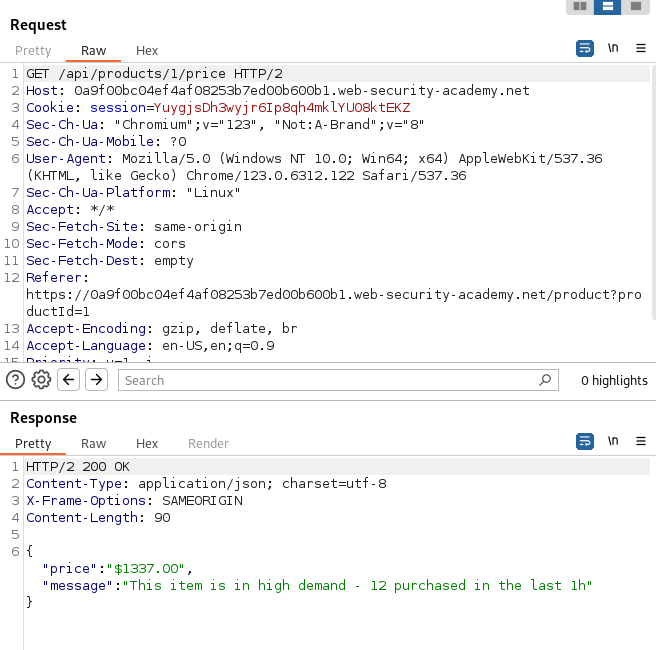 Request
Pretty Raw Hex \n
1 GET /api/products/1/price HTTP/2
2 Host: 0a9f00bc04ef4af08253b7ed00b600b1.web-security-academy.net
3 Cookie: session=YuygjsDh3wyjr6Ip8qh4mklYU08ktEKZ
4 Sec-Ch-Ua: "Chromium";v="123", "Not:A-Brand";v="8"
5 Sec-Ch-Ua-Mobile: ?0
6 User-Agent: Mozilla/5.0 (Windows NT 10.0; Win64; x64) AppleWebKit/537.36
(KHTML, like Gecko) Chrome/123.0.6312.122 Safari/537.36
7 Sec-Ch-Ua-Platform: "Linux"
8 Accept: */*
9 Sec-Fetch-Site: same-origin
10 Sec-Fetch-Mode: cors
11 Sec-Fetch-Dest: empty
12 Referer:
https://0a9f00bc04ef4af08253b7ed00b600b1.web-security-academy.net/product?pro
ductId=1
13 Accept-Encoding: gzip, deflate, br
14 Accept-Language: en-US,en;q=0.9
Search 0 highlights
Response
Pretty Raw Hex Render \n
1 HTTP/2 200 OK
2 Content-Type: application/json; charset=utf-8
3 X-Frame-Options: SAMEORIGIN
4 Content-Length: 90
5
6 {
"price":"$1337.00",
"message":"This item is in high demand - 12 purchased in the last 1h"
}